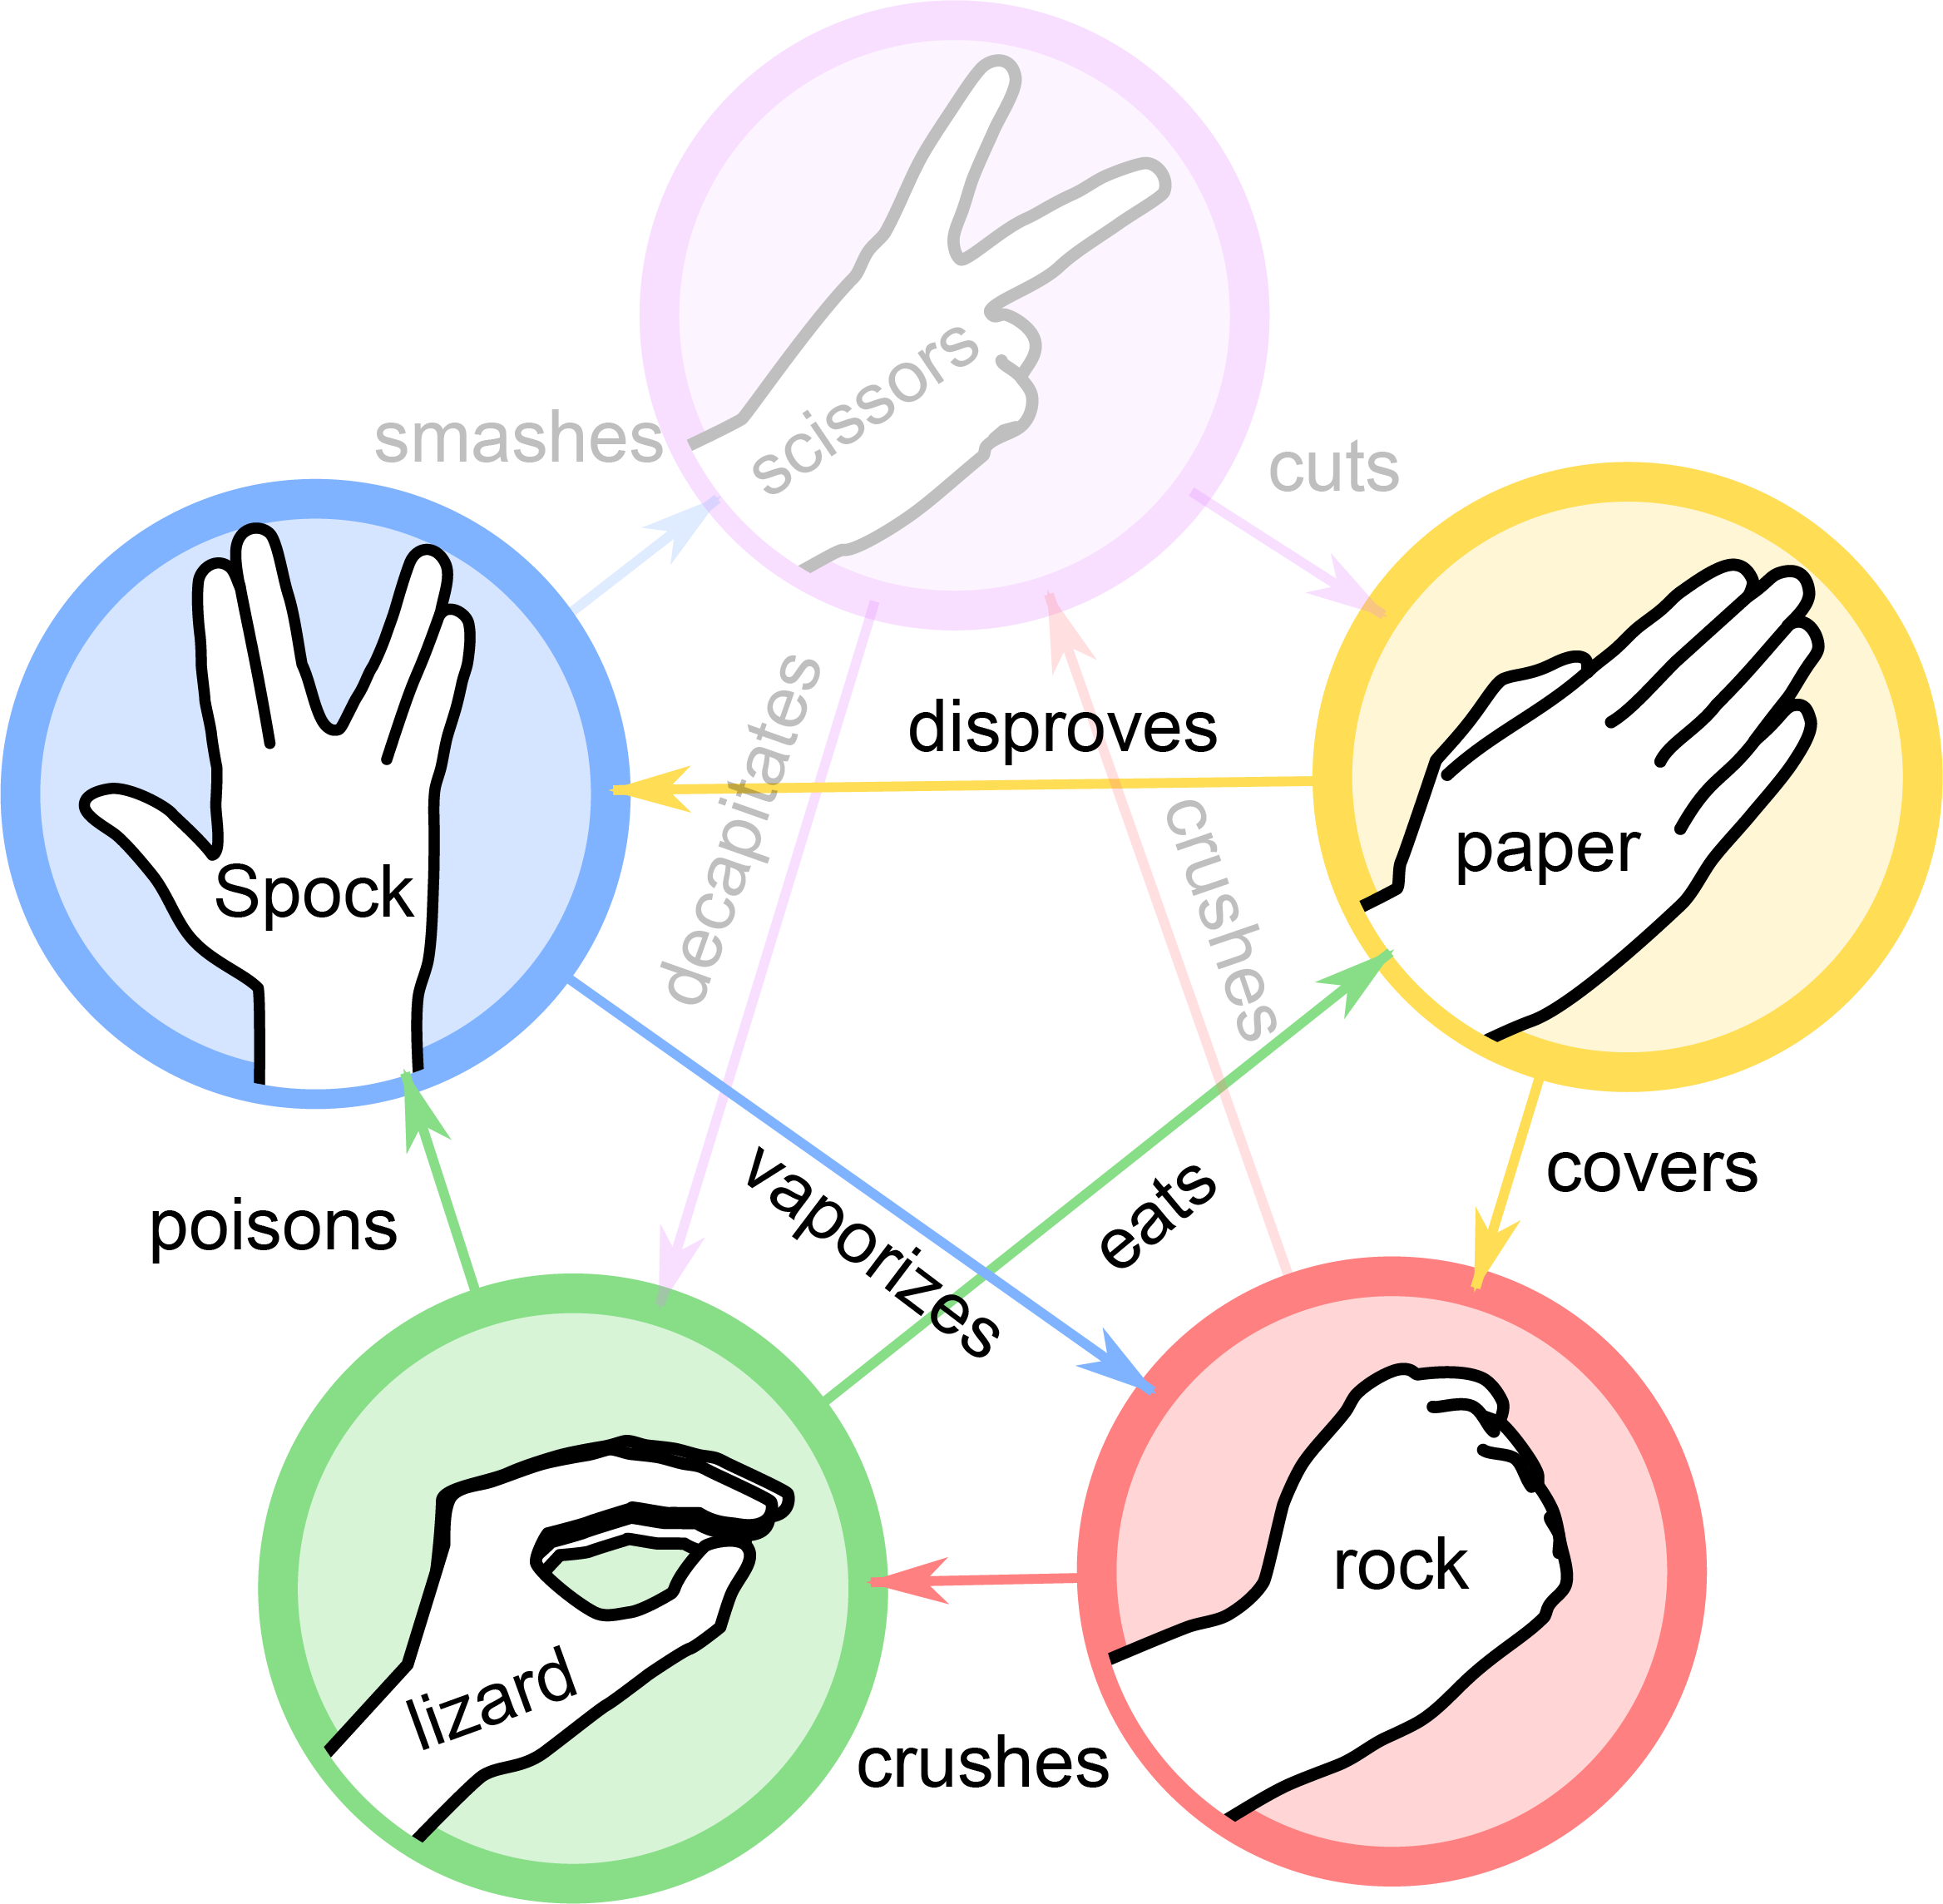 scissors
smashes
cuts
decapitates
disproves
crushes
paper
Spock
covers
poisons
vaporizes
eats
rock
lizard
crushes